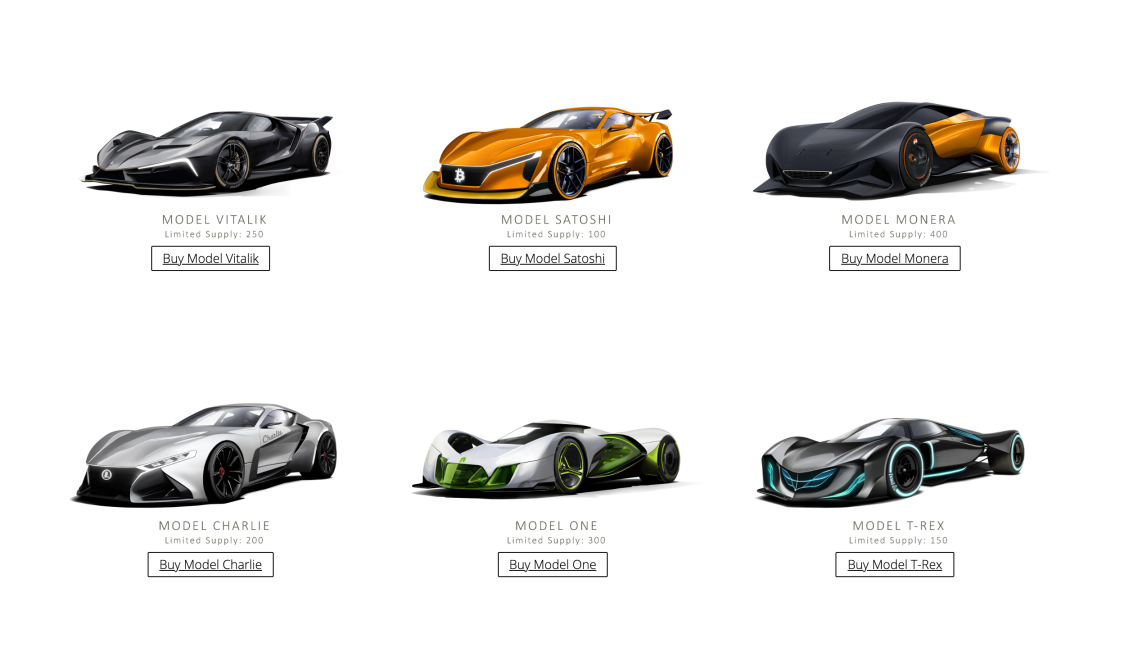 MODEL VITALIK
Limited Supply: 250
Buy Model Vitalik
MODEL SATOSHI
Limited Supply: 100
Buy Model Satoshi
MODEL MONERA
Limited Supply: 400
Buy Model Monera
Charlie
MODEL CHARLIE
Limited Supply: 200
Buy Model Charlie
MODEL ONE
Limited Supply: 300
Buy Model One
MODEL T-REX
Limited Supply: 150
Buy Model T-Rex